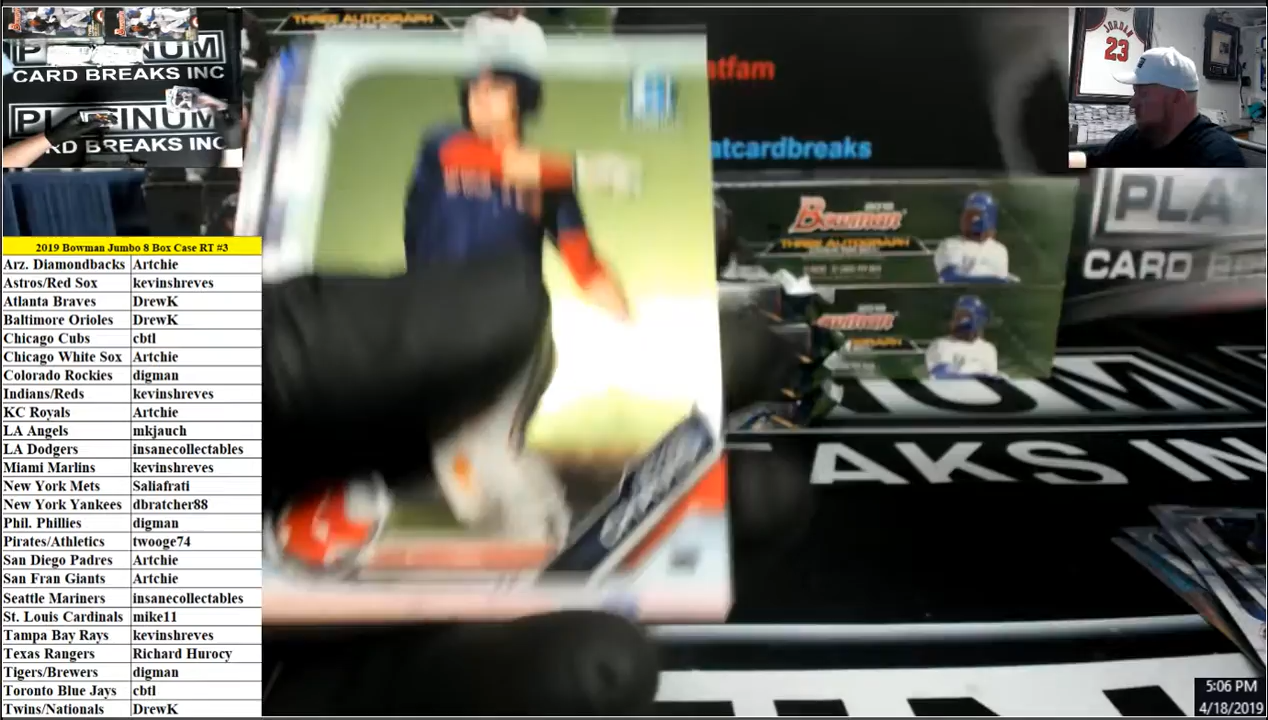 THREE AUTOGRAPH
PLATINUM
CARD BREAKS INC
PLATINUM
RD BREAKS INC
JORDAN
23
atfam
atcardbreaks
Bowman
THREE AUTOGRAPH
Bowman
PLA
CARD
AKS IN
2019 Bowman Jumbo 8 Box Case RT #3
Arz. Diamondbacks Artchie
Astros/Red Sox kevinshreves
Atlanta Braves DrewK
Baltimore Orioles DrewK
Chicago Cubs cbtl
Chicago White Sox Artchie
Colorado Rockies digman
Indians/Reds kevinshreves
KC Royals Artchie
LA Angels mkjauch
LA Dodgers insanecollectables
Miami Marlins kevinshreves
New York Mets Saliafrati
New York Yankees dbratcher88
Phil. Phillies digman
Pirates/Athletics twooge74
San Diego Padres Artchie
San Fran Giants Artchie
Seattle Mariners insanecollectables
St. Louis Cardinals mike11
Tampa Bay Rays kevinshreves
Texas Rangers Richard Hurocy
Tigers/Brewers digman
Toronto Blue Jays cbtl
Twins/Nationals DrewK
5:06 PM
4/18/2019